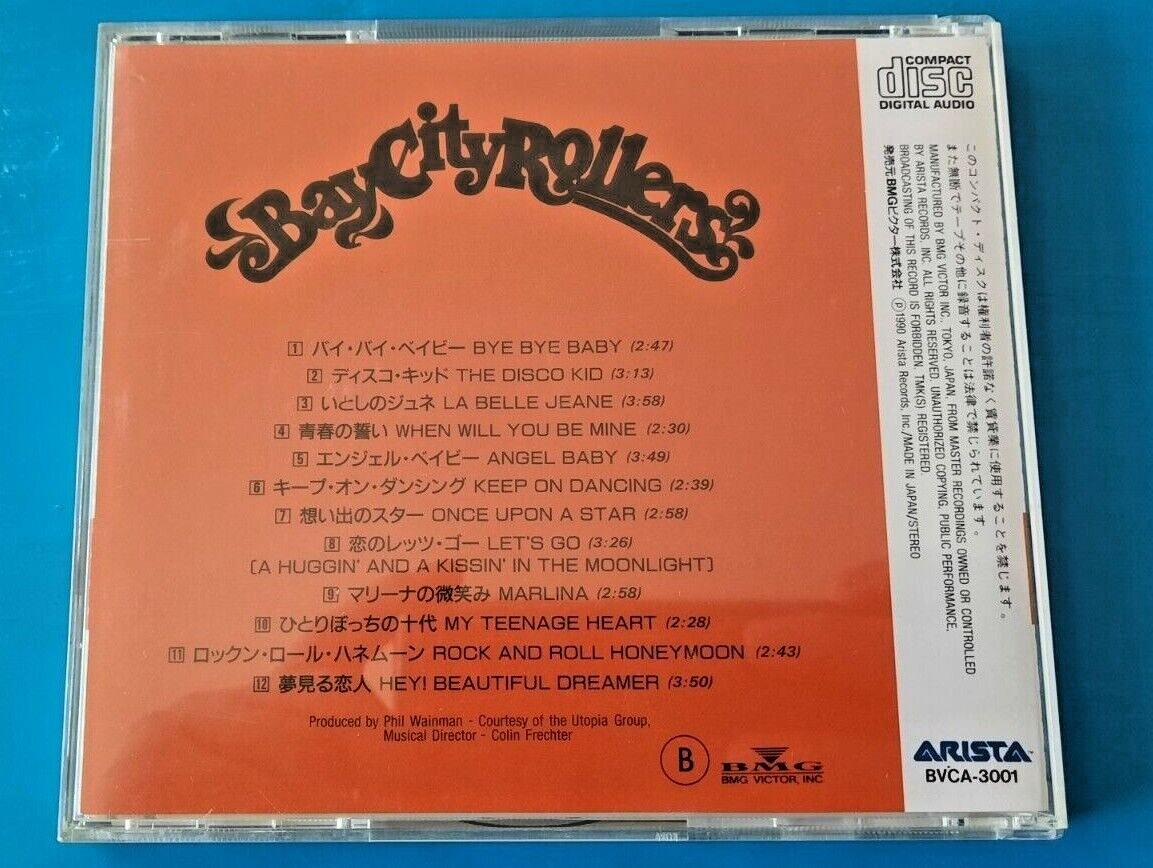 Bay City Rollers
1 バイ・バイ・ベイビー BYE BYE BABY (2:47)
2 ディスコ・キッド THE DISCO KID (3:13)
3 いとしのジュネ LA BELLE JEANE (3:58)
4 青春の誓い WHEN WILL YOU BE MINE (2:30)
5 エンジェル・ベイビー ANGEL BABY (3:49)
6 キープ・オン・ダンシング KEEP ON DANCING (2:39)
7 想い出のスター ONCE UPON A STAR (2:58)
8 恋のレッツ・ゴー LET'S GO (3:26)
(A HUGGIN' AND A KISSIN' IN THE MOONLIGHT)
9 マリーナの微笑み MARLINA (2:58)
10 ひとりぼっちの十代 MY TEENAGE HEART (2:28)
11 ロックン・ロール・ハネムーン ROCK AND ROLL HONEYMOON (2:43)
12 夢見る恋人 HEY! BEAUTIFUL DREAMER (3:50)
Produced by Phil Wainman - Courtesy of the Utopia Group,
Musical Director - Colin Frechter
B
BMG
BMG VICTOR, INC
COMPACT
disc
DIGITAL AUDIO
このコンパクト・ディスクは権利者の許諾なく賃貸業に使用することを禁じます。
また無断でテープその他に録音することは法律で禁じられています。
MANUFACTURED BY BMG VICTOR INC., TOKYO, JAPAN, FROM MASTER RECORDINGS OWNED OR CONTROLLED
BY ARISTA RECORDS, INC. ALL RIGHTS RESERVED. UNAUTHORIZED COPYING, PUBLIC PERFORMANCE,
BROADCASTING OF THIS RECORD IS FORBIDDEN. TMK(S) REGISTERED
発売元 BMGビクター株式会社 ℗1990 Arista Records, Inc./MADE IN JAPAN/STEREO
ARISTA™
BVCA-3001